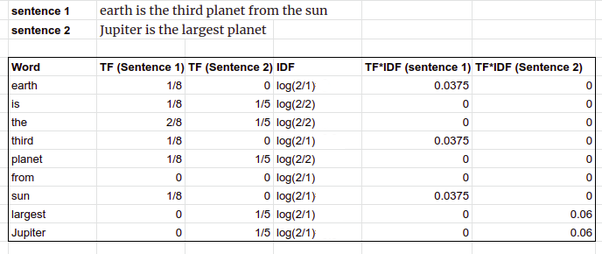 sentence 1 earth is the third planet from the sun
sentence 2 Jupiter is the largest planet
Word TF (Sentence 1) TF (Sentence 2) IDF TF*IDF (sentence 1) TF*IDF (Sentence 2)
earth 1/8 0 log(2/1) 0.0375 0
is 1/8 1/5 log(2/2) 0 0
the 2/8 1/5 log(2/2) 0 0
third 1/8 0 log(2/1) 0.0375 0
planet 1/8 1/5 log(2/2) 0 0
from 0 0 log(2/1) 0 0
sun 1/8 0 log(2/1) 0.0375 0
largest 0 1/5 log(2/1) 0 0.06
Jupiter 0 1/5 log(2/1) 0 0.06